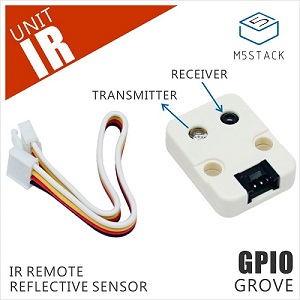 UNIT
IR
M5STACK
RECEIVER
TRANSMITTER
IR REMOTE
REFLECTIVE SENSOR
GPIO
GROVE